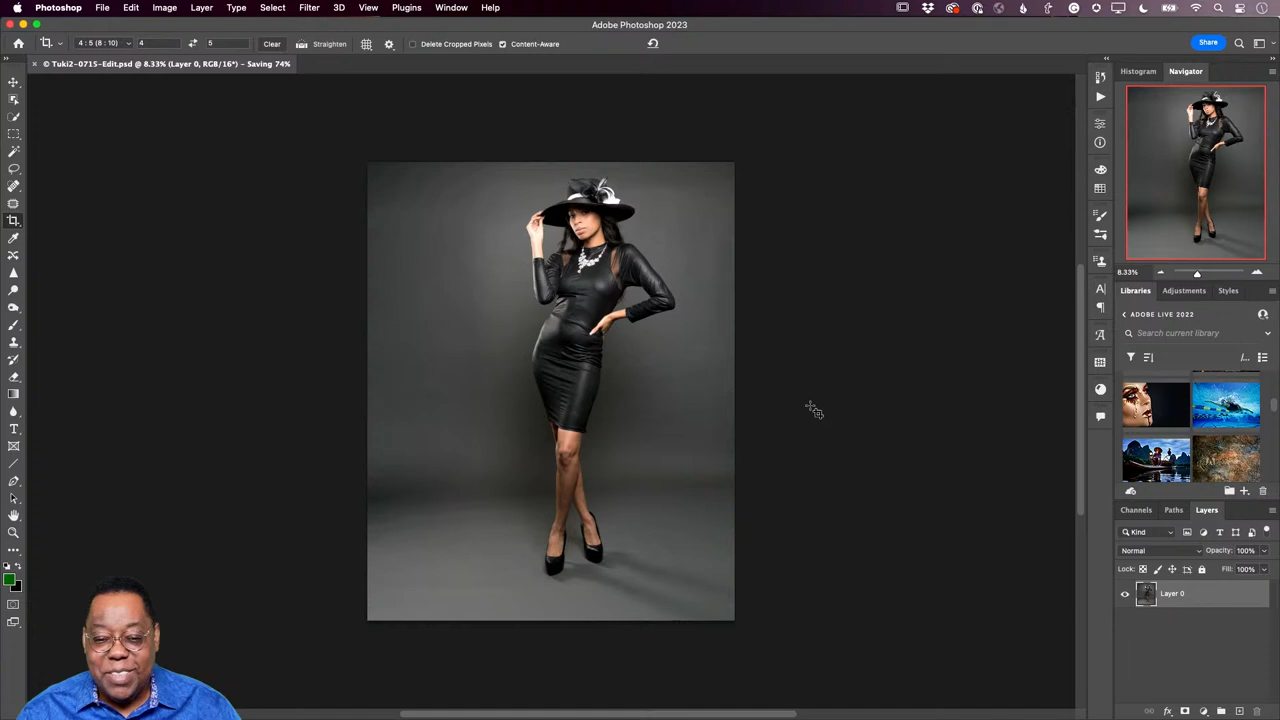 Photoshop File Edit Image Layer Type Select Filter 3D View Plugins Window Help
Adobe Photoshop 2023
4 : 5 (8 : 10) 4 5 Clear Straighten Delete Cropped Pixels Content-Aware Share
© Tuki2-0715-Edit.psd @ 8.33% (Layer 0, RGB/16*) - Saving 74%
Histogram Navigator
8.33%
Libraries Adjustments Styles
ADOBE LIVE 2022
Search current library
Channels Paths Layers
Kind
Normal Opacity: 100%
Lock: Fill: 100%
Layer 0